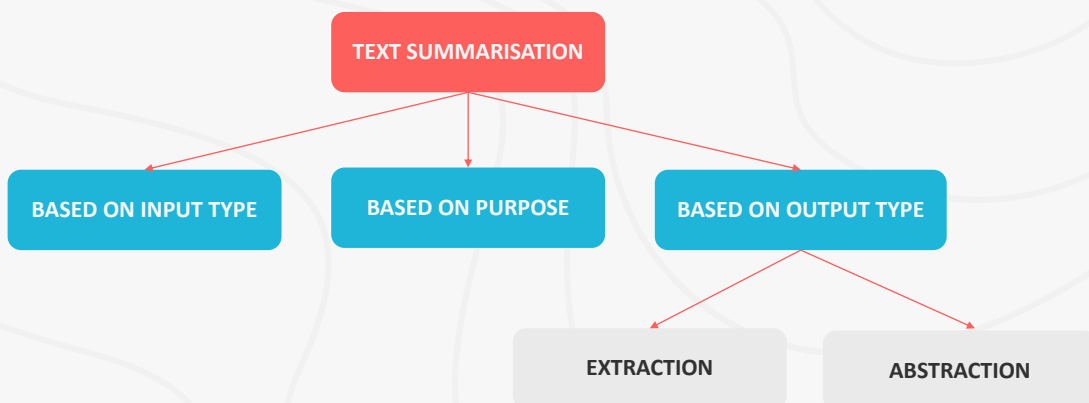 TEXT SUMMARISATION
BASED ON INPUT TYPE
BASED ON PURPOSE
BASED ON OUTPUT TYPE
EXTRACTION
ABSTRACTION